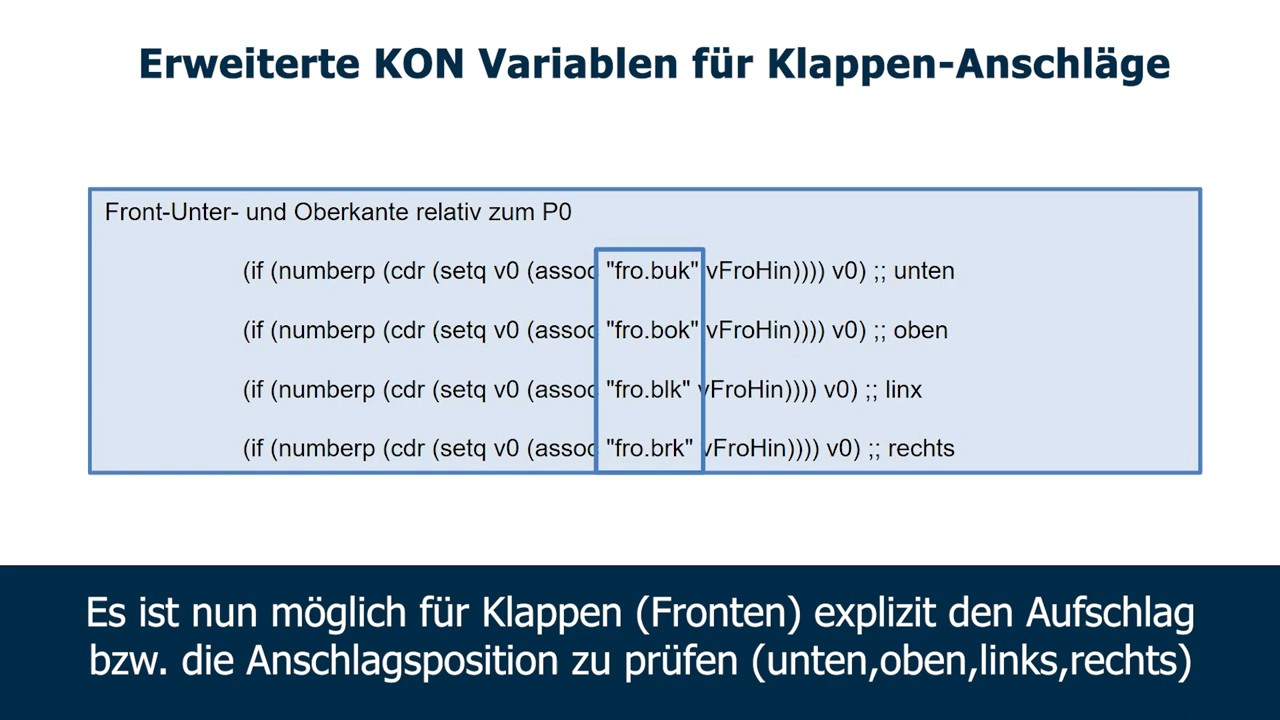 Erweiterte KON Variablen für Klappen-Anschläge
Front-Unter- und Oberkante relativ zum P0
(if (numberp (cdr (setq v0 (assoc "fro.buk" vFroHin)))) v0) ;; unten
(if (numberp (cdr (setq v0 (assoc "fro.bok" vFroHin)))) v0) ;; oben
(if (numberp (cdr (setq v0 (assoc "fro.blk" vFroHin)))) v0) ;; linx
(if (numberp (cdr (setq v0 (assoc "fro.brk" vFroHin)))) v0) ;; rechts
Es ist nun möglich für Klappen (Fronten) explizit den Aufschlag
bzw. die Anschlagsposition zu prüfen (unten,oben,links,rechts)